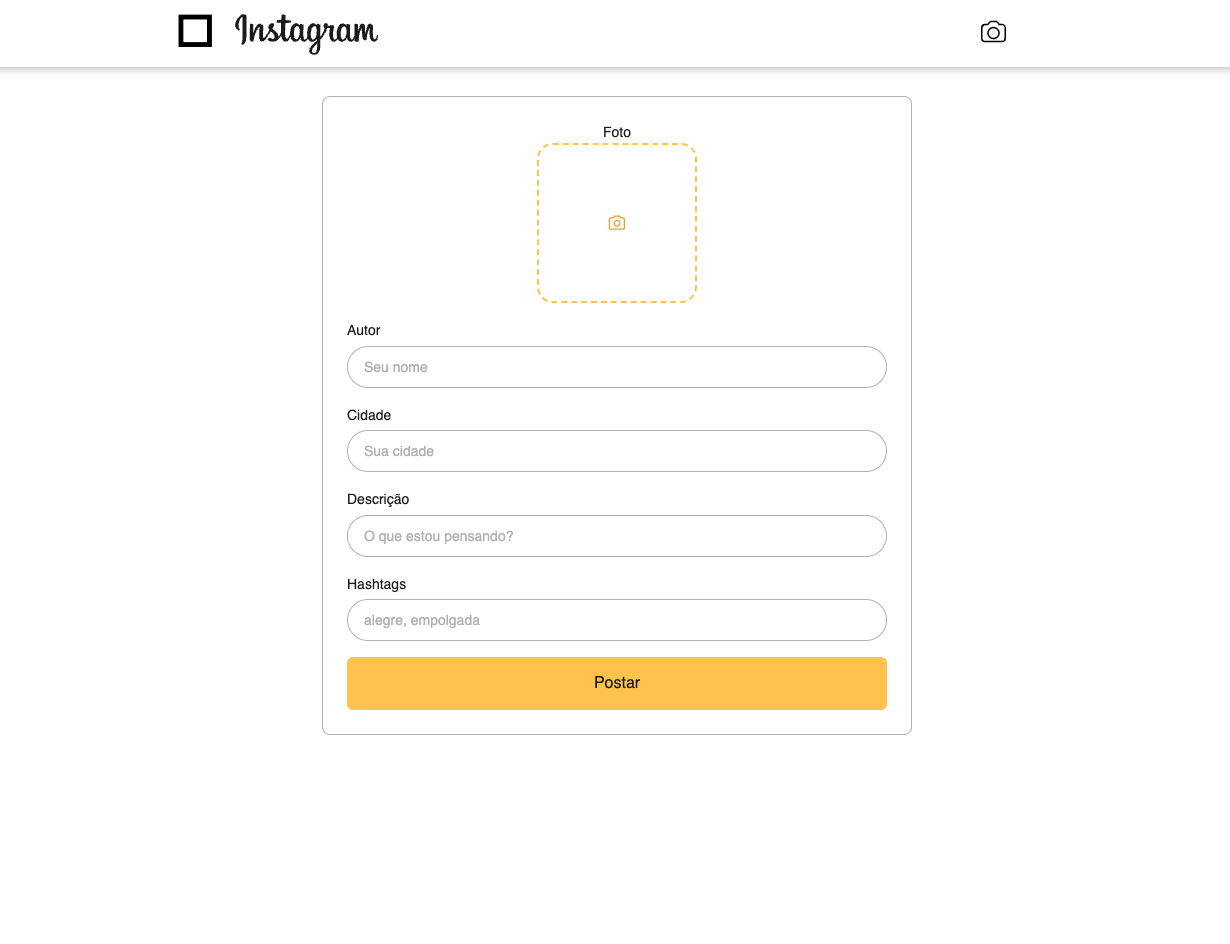 Instagram
Foto
Autor
Seu nome
Cidade
Sua cidade
Descrição
O que estou pensando?
Hashtags
alegre, empolgada
Postar